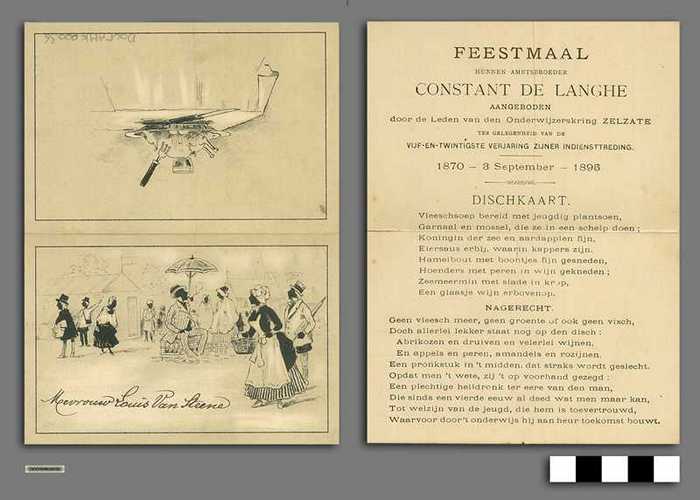 Mevrouw Louis Van Steene
FEESTMAAL
HUNNEN AMBTSBROEDER
CONSTANT DE LANGHE
AANGEBODEN
door de Leden van den Onderwijzerskring ZELZATE
TER GELEGENHEID VAN DE
VIJF-EN-TWINTIGSTE VERJARING ZIJNER INDIENSTTREDING.
1870 – 3 September – 1895
DISCHKAART.
Vleeschsoep bereid met jeugdig plantsoen,
Garnaal en mossel, die ze in een schelp doen;
Koningin der zee en aardapplen fijn,
Eiersaus erbij, waarin kappers zijn.
Hamelbout met boontjes fijn gesneden,
Hoenders met peren in wijn gekneden;
Zeemeermin met slade in krop,
Een glaasje wijn erbovenop.
NAGERECHT.
Geen vleesch meer, geen groente of ook geen visch,
Doch allerlei lekker staat nog op den disch:
Abrikozen en druiven en velerlei wijnen,
En appels en peren, amandels en rozijnen.
Een pronkstuk in 't midden, dat straks wordt geslecht.
Opdat men 't wete, zij 't op voorhand gezegd:
Een plechtige heildronk ter eere van den man,
Die sinds een vierde eeuw al deed wat men maar kan,
Tot welzijn van de jeugd, die hem is toevertrouwd,
Waarvoor door 't onderwijs hij aan heur toekomst bouwt.